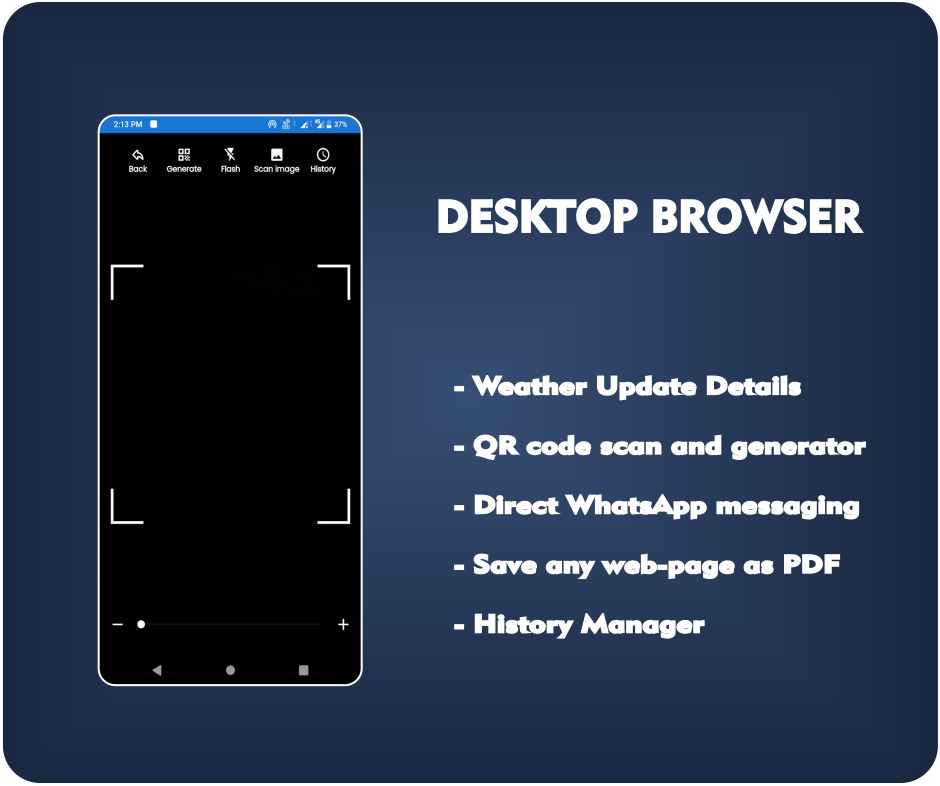 2:13 PM 37%
Back Generate Flash Scan image History
DESKTOP BROWSER
- Weather Update Details
- QR code scan and generator
- Direct WhatsApp messaging
- Save any web-page as PDF
- History Manager